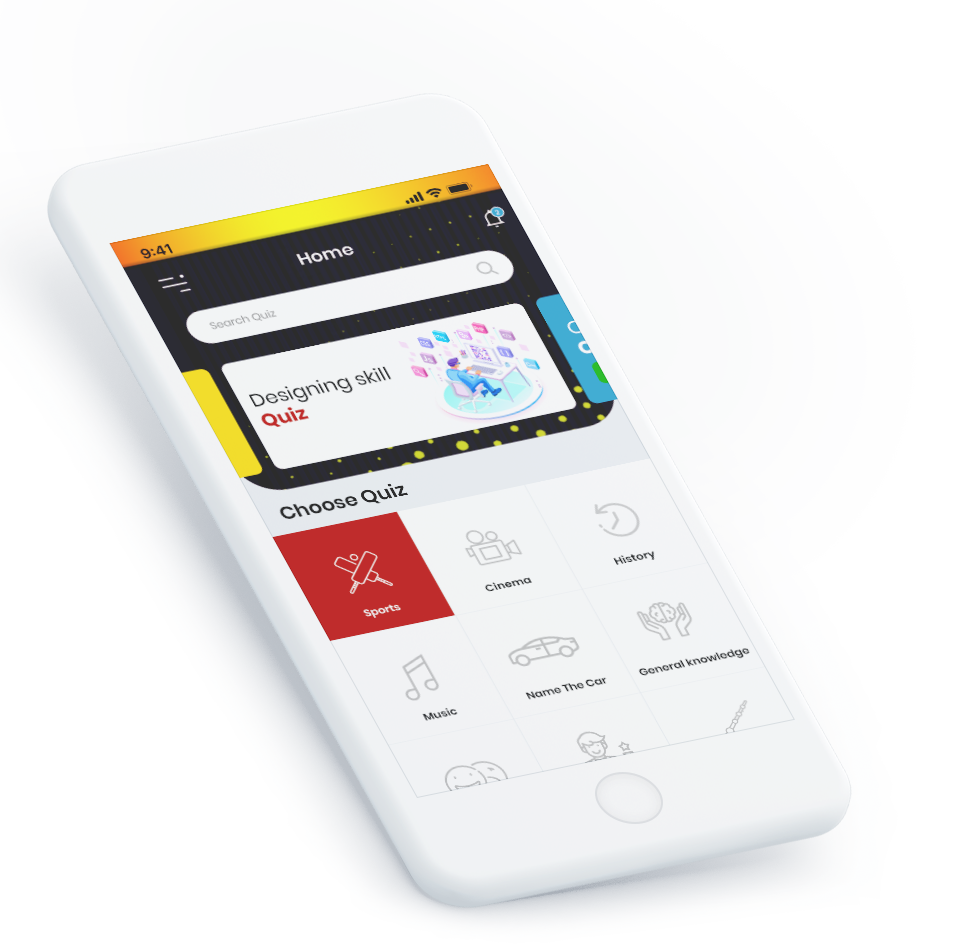 9:41
Home
2
Search Quiz
Designing skill
Quiz
Choose Quiz
Sports
Cinema
History
Music
Name The Car
General knowledge